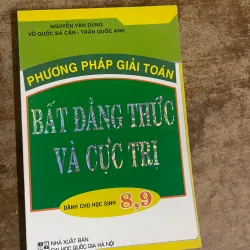 NGUYỄN VĂN DŨNG
VÕ QUỐC BÁ CẨN - TRẦN QUỐC ANH
PHƯƠNG PHÁP GIẢI TOÁN
BẤT ĐẲNG THỨC
VÀ CỰC TRỊ
DÀNH CHO HỌC SINH 8,9
NHÀ XUẤT BẢN
ĐẠI HỌC QUỐC GIA HÀ NỘI